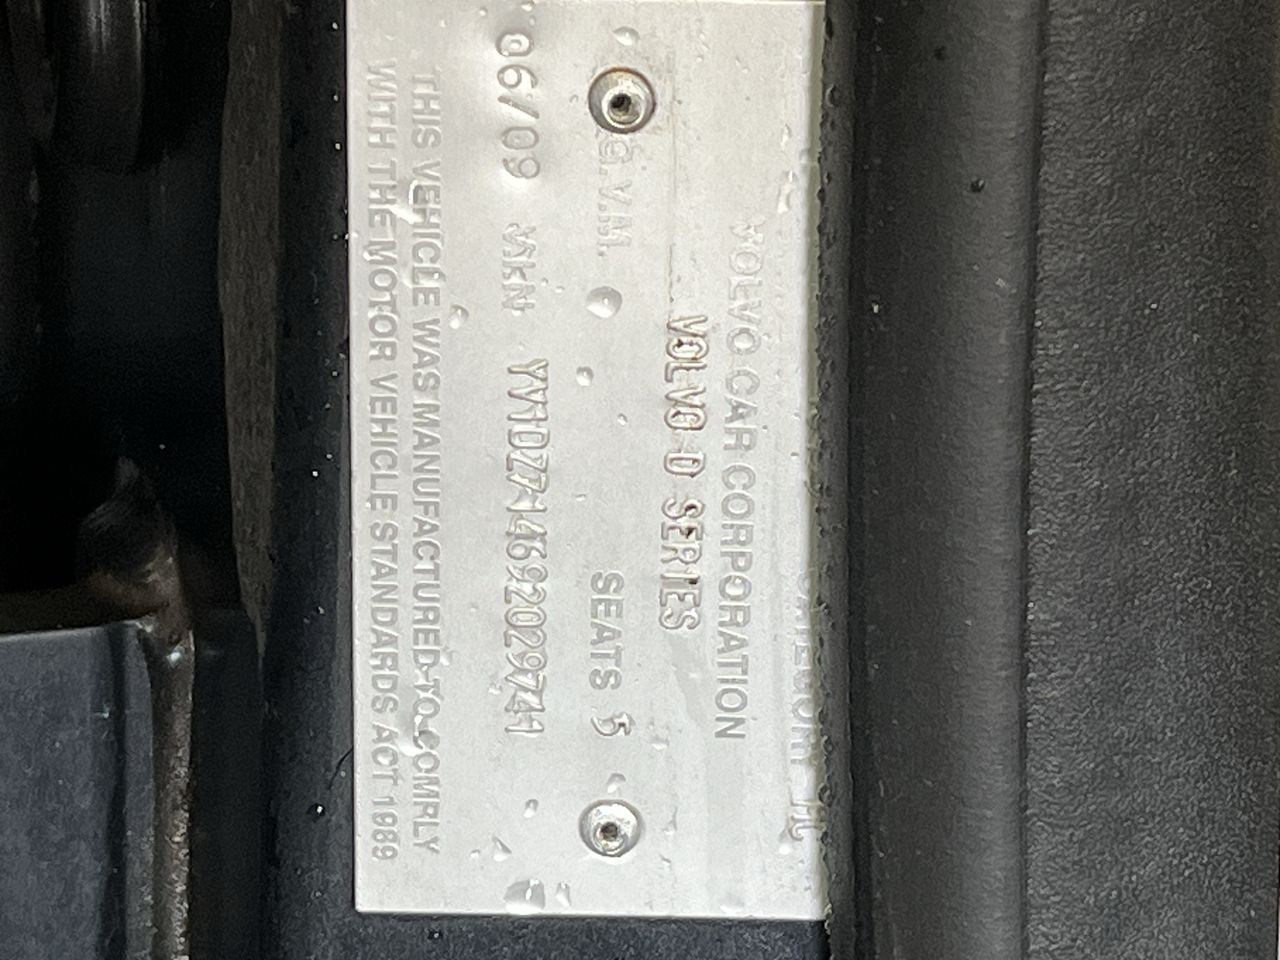 VOLVO CAR CORPORATION
VOLVO D SERIES
G.V.M. SEATS 5
06/09 VIN YV1DZ714692029741
THIS VEHICLE WAS MANUFACTURED TO COMPLY
WITH THE MOTOR VEHICLE STANDARDS ACT 1989